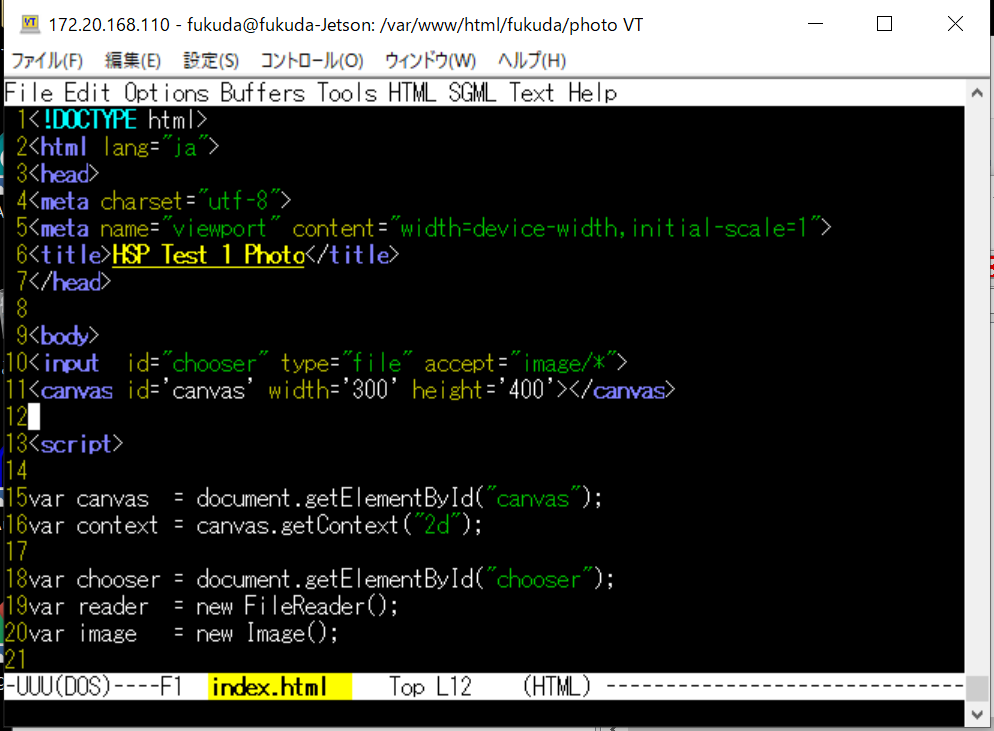 172.20.168.110 - fukuda@fukuda-Jetson: /var/www/html/fukuda/photo VT
ファイル(F) 編集(E) 設定(S) コントロール(O) ウィンドウ(W) ヘルプ(H)
File Edit Options Buffers Tools HTML SGML Text Help
1<!DOCTYPE html>
2<html lang="ja">
3<head>
4<meta charset="utf-8">
5<meta name="viewport" content="width=device-width,initial-scale=1">
6<title>HSP Test 1 Photo</title>
7</head>
8
9<body>
10<input  id="chooser" type="file" accept="image/*">
11<canvas id='canvas' width='300' height='400'></canvas>
12
13<script>
14
15var canvas  = document.getElementById("canvas");
16var context = canvas.getContext("2d");
17
18var chooser = document.getElementById("chooser");
19var reader  = new FileReader();
20var image   = new Image();
21
-UUU(DOS)----F1  index.html     Top L12    (HTML) ------------------------------